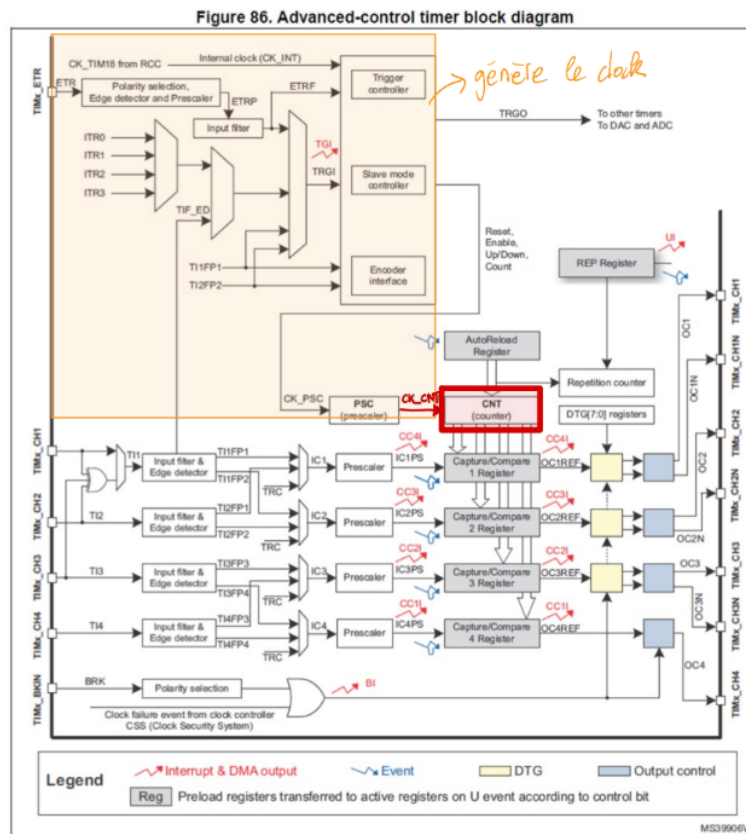 Figure 86. Advanced-control timer block diagram
CK_TIM18 from RCC
Internal clock (CK_INT)
TIMx_ETR
ETR
Polarity selection,
Edge detector and Prescaler
ETRP
ETRF
Input filter
Trigger
controller
génère le clock
TRGO
To other timers
To DAC and ADC
ITR0
ITR1
ITR2
ITR3
TGI
TRGI
TIF_ED
Slave mode
controller
Reset,
Enable,
Up/Down,
Count
TI1FP1
TI2FP2
Encoder
interface
UI
REP Register
AutoReload
Register
Repetition counter
CK_PSC
PSC
(prescaler)
CK_CNT
CNT
(counter)
DTG[7:0] registers
TIMx_CH1
TI1
Input filter &
Edge detector
TI1FP1
TI1FP2
TRC
IC1
Prescaler
CC4I
IC1PS
Capture/Compare
1 Register
CC4I
OC1REF
OC1
TIMx_CH1
OC1N
TIMx_CH1N
TIMx_CH2
TI2
Input filter &
Edge detector
TI2FP1
TI2FP2
TRC
IC2
Prescaler
CC3I
IC2PS
Capture/Compare
2 Register
CC3I
OC2REF
OC2
TIMx_CH2
OC2N
TIMx_CH2N
TIMx_CH3
TI3
Input filter &
Edge detector
TI3FP3
TI3FP4
TRC
IC3
Prescaler
CC2I
IC3PS
Capture/Compare
3 Register
CC2I
OC3REF
OC3
TIMx_CH3
OC3N
TIMx_CH3N
TIMx_CH4
TI4
Input filter &
Edge detector
TI4FP3
TI4FP4
TRC
IC4
Prescaler
CC1I
IC4PS
Capture/Compare
4 Register
CC1I
OC4REF
OC4
TIMx_CH4
TIMx_BKIN
BRK
Polarity selection
BI
Clock failure event from clock controller
CSS (Clock Security System)
Legend
Interrupt & DMA output
Event
DTG
Output control
Reg
Preload registers transferred to active registers on U event according to control bit